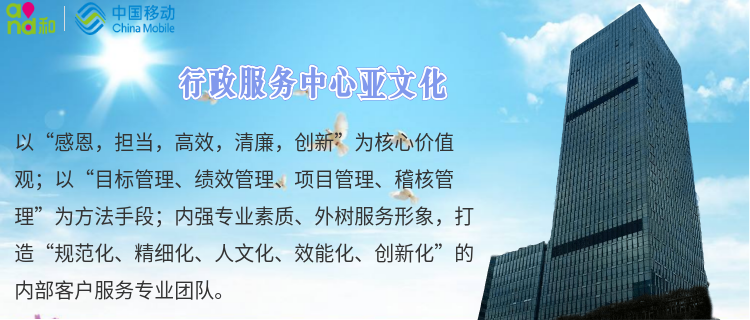 and和 中国移动
China Mobile
行政服务中心亚文化
以“感恩，担当，高效，清廉，创新”为核心价值
观；以“目标管理、绩效管理、项目管理、稽核管
理”为方法手段；内强专业素质、外树服务形象，打
造“规范化、精细化、人文化、效能化、创新化”的
内部客户服务专业团队。